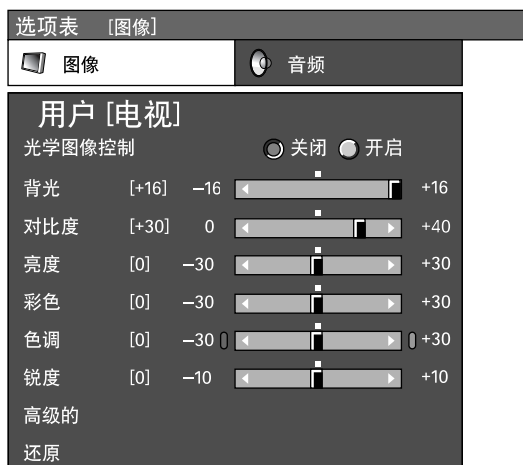 选项表 [图像]
图像 音频
用户 [电视]
光学图像控制 关闭 开启
背光 [+16] −16 +16
对比度 [+30] 0 +40
亮度 [0] −30 +30
彩色 [0] −30 +30
色调 [0] −30 +30
锐度 [0] −10 +10
高级的
还原